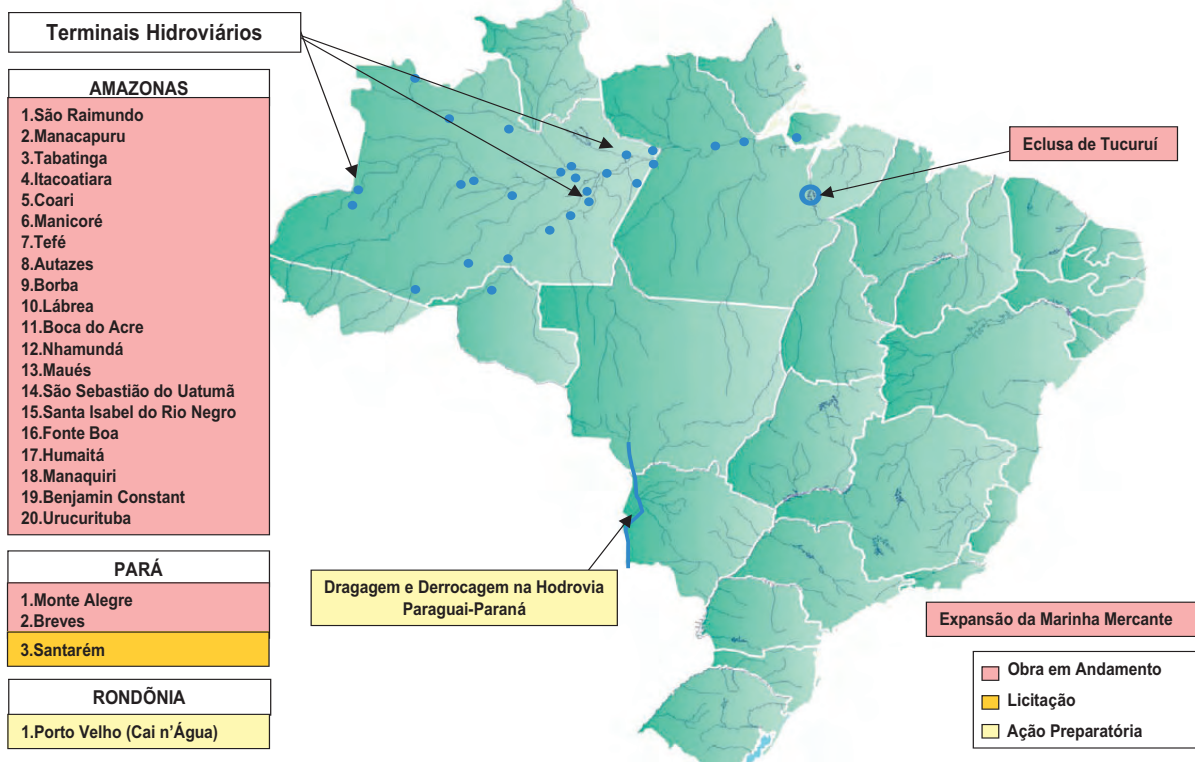 Terminais Hidroviários
AMAZONAS
1.São Raimundo
2.Manacapuru
3.Tabatinga
4.Itacoatiara
5.Coari
6.Manicoré
7.Tefé
8.Autazes
9.Borba
10.Lábrea
11.Boca do Acre
12.Nhamundá
13.Maués
14.São Sebastião do Uatumã
15.Santa Isabel do Rio Negro
16.Fonte Boa
17.Humaitá
18.Manaquiri
19.Benjamin Constant
20.Urucurituba
PARÁ
1.Monte Alegre
2.Breves
3.Santarém
RONDÕNIA
1.Porto Velho (Cai n’Água)
Eclusa de Tucuruí
Dragagem e Derrocagem na Hodrovia
Paraguai-Paraná
Expansão da Marinha Mercante
Obra em Andamento
Licitação
Ação Preparatória